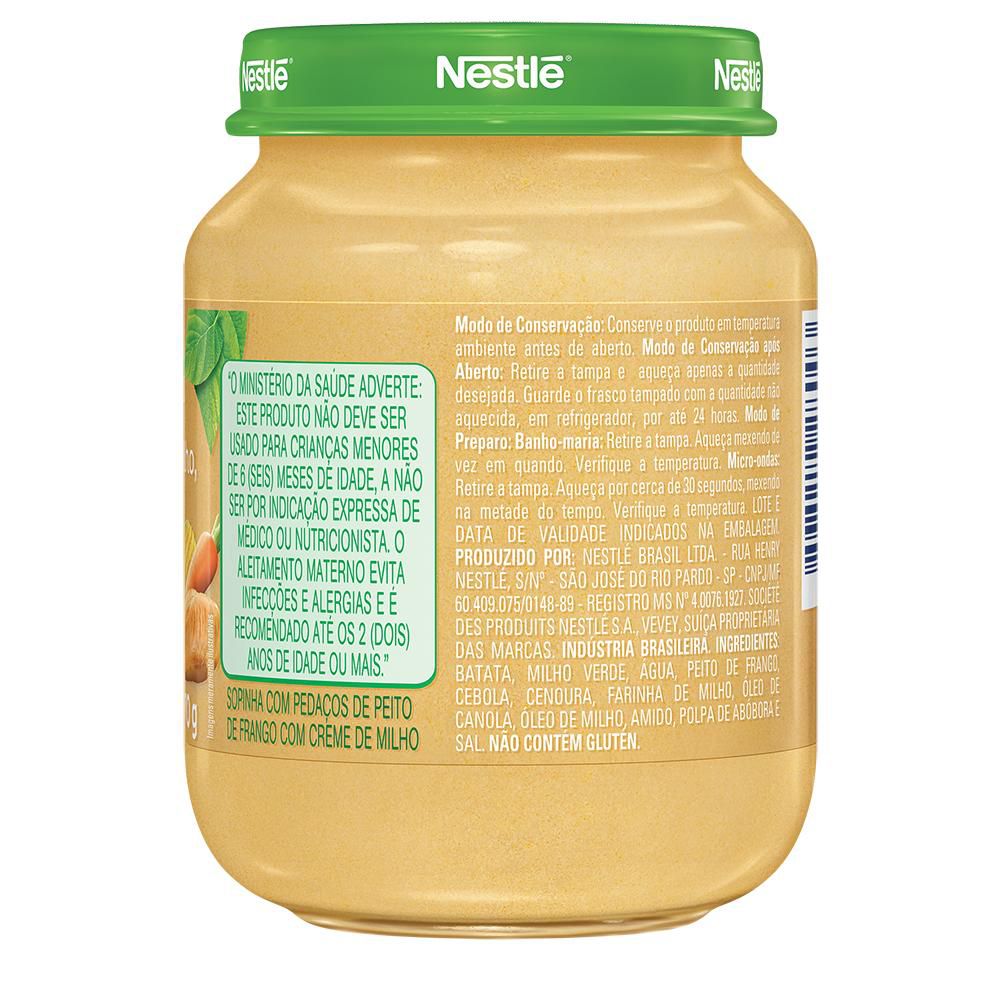 Nestlé
Nestlé
Nestlé
"O MINISTÉRIO DA SAÚDE ADVERTE:
ESTE PRODUTO NÃO DEVE SER
USADO PARA CRIANÇAS MENORES
DE 6 (SEIS) MESES DE IDADE, A NÃO
SER POR INDICAÇÃO EXPRESSA DE
MÉDICO OU NUTRICIONISTA. O
ALEITAMENTO MATERNO EVITA
INFECÇÕES E ALERGIAS E É
RECOMENDADO ATÉ OS 2 (DOIS)
ANOS DE IDADE OU MAIS."
SOPINHA COM PEDAÇOS DE PEITO
DE FRANGO COM CREME DE MILHO
Imagens meramente ilustrativas
0 g
Modo de Conservação: Conserve o produto em temperatura
ambiente antes de aberto. Modo de Conservação após
Aberto: Retire a tampa e aqueça apenas a quantidade
desejada. Guarde o frasco tampado com a quantidade não
aquecida, em refrigerador, por até 24 horas. Modo de
Preparo: Banho-maria: Retire a tampa. Aqueça mexendo de
vez em quando. Verifique a temperatura. Micro-ondas:
Retire a tampa. Aqueça por cerca de 30 segundos, mexendo
na metade do tempo. Verifique a temperatura. LOTE E
DATA DE VALIDADE INDICADOS NA EMBALAGEM.
PRODUZIDO POR: NESTLÉ BRASIL LTDA. - RUA HENRY
NESTLÉ, S/Nº - SÃO JOSÉ DO RIO PARDO - SP - CNPJ/MF
60.409.075/0148-89 - REGISTRO MS Nº 4.0076.1927. SOCIÉTÉ
DES PRODUITS NESTLÉ S.A., VEVEY, SUÍÇA PROPRIETÁRIA
DAS MARCAS. INDÚSTRIA BRASILEIRA. INGREDIENTES:
BATATA, MILHO VERDE, ÁGUA, PEITO DE FRANGO,
CEBOLA, CENOURA, FARINHA DE MILHO, ÓLEO DE
CANOLA, ÓLEO DE MILHO, AMIDO, POLPA DE ABÓBORA E
SAL. NÃO CONTÉM GLUTÉN.